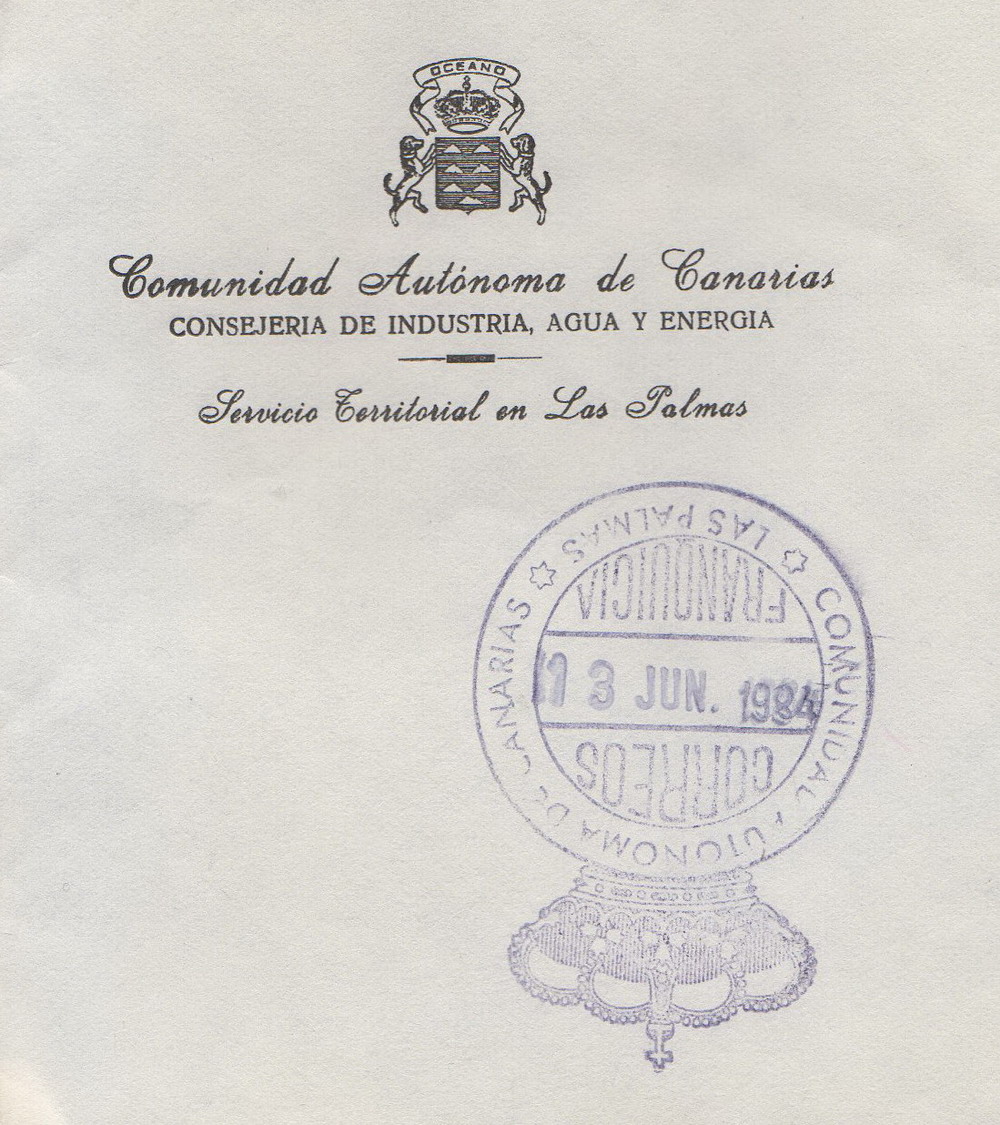 OCEANO
Comunidad Autónoma de Canarias
CONSEJERIA DE INDUSTRIA, AGUA Y ENERGIA
Servicio Territorial en Las Palmas
COMUNIDAD AUTONOMA DE CANARIAS
LAS PALMAS
FRANQUICIA
3 JUN. 1984
CORREOS